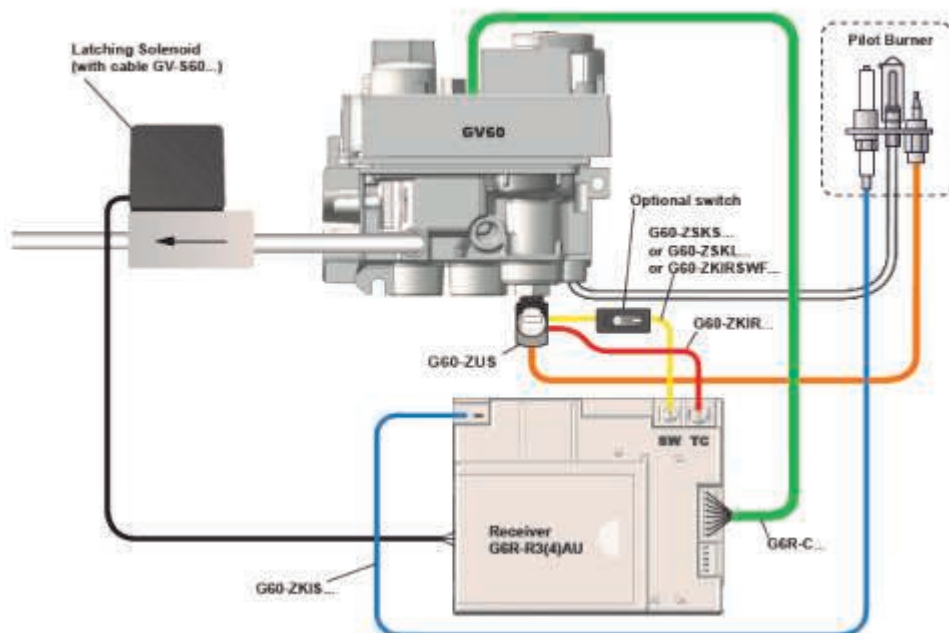 Latching Solenoid
(with cable GV-S60...)
GV60
Pilot Burner
Optional switch
G60-ZSKS...
or G60-ZSKL...
or G60-ZKIRSWF...
G60-ZKIR...
G60-ZUS
SW TC
Receiver
G6R-R3(4)AU
G6R-C...
G60-ZKIS...